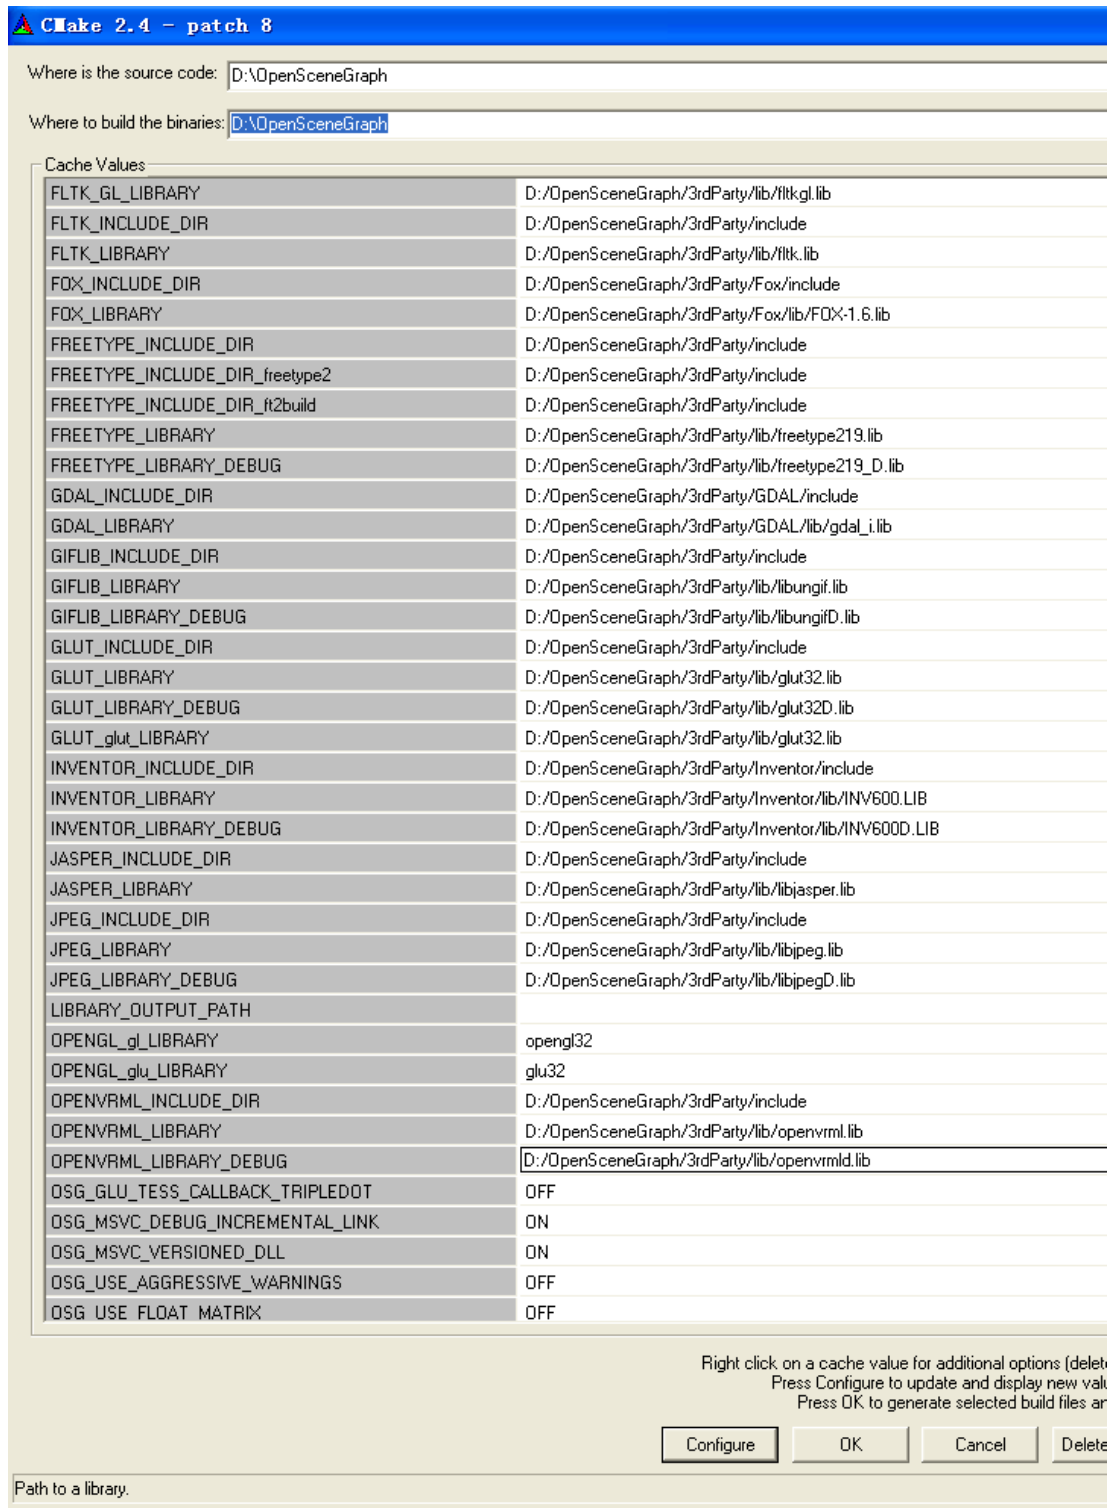 CMake 2.4 - patch 8
Where is the source code: D:\OpenSceneGraph
Where to build the binaries: D:\OpenSceneGraph
Cache Values
FLTK_GL_LIBRARY D:/OpenSceneGraph/3rdParty/lib/fltkgl.lib
FLTK_INCLUDE_DIR D:/OpenSceneGraph/3rdParty/include
FLTK_LIBRARY D:/OpenSceneGraph/3rdParty/lib/fltk.lib
FOX_INCLUDE_DIR D:/OpenSceneGraph/3rdParty/Fox/include
FOX_LIBRARY D:/OpenSceneGraph/3rdParty/Fox/lib/FOX-1.6.lib
FREETYPE_INCLUDE_DIR D:/OpenSceneGraph/3rdParty/include
FREETYPE_INCLUDE_DIR_freetype2 D:/OpenSceneGraph/3rdParty/include
FREETYPE_INCLUDE_DIR_ft2build D:/OpenSceneGraph/3rdParty/include
FREETYPE_LIBRARY D:/OpenSceneGraph/3rdParty/lib/freetype219.lib
FREETYPE_LIBRARY_DEBUG D:/OpenSceneGraph/3rdParty/lib/freetype219_D.lib
GDAL_INCLUDE_DIR D:/OpenSceneGraph/3rdParty/GDAL/include
GDAL_LIBRARY D:/OpenSceneGraph/3rdParty/GDAL/lib/gdal_i.lib
GIFLIB_INCLUDE_DIR D:/OpenSceneGraph/3rdParty/include
GIFLIB_LIBRARY D:/OpenSceneGraph/3rdParty/lib/libungif.lib
GIFLIB_LIBRARY_DEBUG D:/OpenSceneGraph/3rdParty/lib/libungifD.lib
GLUT_INCLUDE_DIR D:/OpenSceneGraph/3rdParty/include
GLUT_LIBRARY D:/OpenSceneGraph/3rdParty/lib/glut32.lib
GLUT_LIBRARY_DEBUG D:/OpenSceneGraph/3rdParty/lib/glut32D.lib
GLUT_glut_LIBRARY D:/OpenSceneGraph/3rdParty/lib/glut32.lib
INVENTOR_INCLUDE_DIR D:/OpenSceneGraph/3rdParty/Inventor/include
INVENTOR_LIBRARY D:/OpenSceneGraph/3rdParty/Inventor/lib/INV600.LIB
INVENTOR_LIBRARY_DEBUG D:/OpenSceneGraph/3rdParty/Inventor/lib/INV600D.LIB
JASPER_INCLUDE_DIR D:/OpenSceneGraph/3rdParty/include
JASPER_LIBRARY D:/OpenSceneGraph/3rdParty/lib/libjasper.lib
JPEG_INCLUDE_DIR D:/OpenSceneGraph/3rdParty/include
JPEG_LIBRARY D:/OpenSceneGraph/3rdParty/lib/libjpeg.lib
JPEG_LIBRARY_DEBUG D:/OpenSceneGraph/3rdParty/lib/libjpegD.lib
LIBRARY_OUTPUT_PATH
OPENGL_gl_LIBRARY opengl32
OPENGL_glu_LIBRARY glu32
OPENVRML_INCLUDE_DIR D:/OpenSceneGraph/3rdParty/include
OPENVRML_LIBRARY D:/OpenSceneGraph/3rdParty/lib/openvrml.lib
OPENVRML_LIBRARY_DEBUG D:/OpenSceneGraph/3rdParty/lib/openvrmld.lib
OSG_GLU_TESS_CALLBACK_TRIPLEDOT OFF
OSG_MSVC_DEBUG_INCREMENTAL_LINK ON
OSG_MSVC_VERSIONED_DLL ON
OSG_USE_AGGRESSIVE_WARNINGS OFF
OSG_USE_FLOAT_MATRIX OFF
Right click on a cache value for additional options (delet
Press Configure to update and display new val
Press OK to generate selected build files an
Configure OK Cancel Delete
Path to a library.